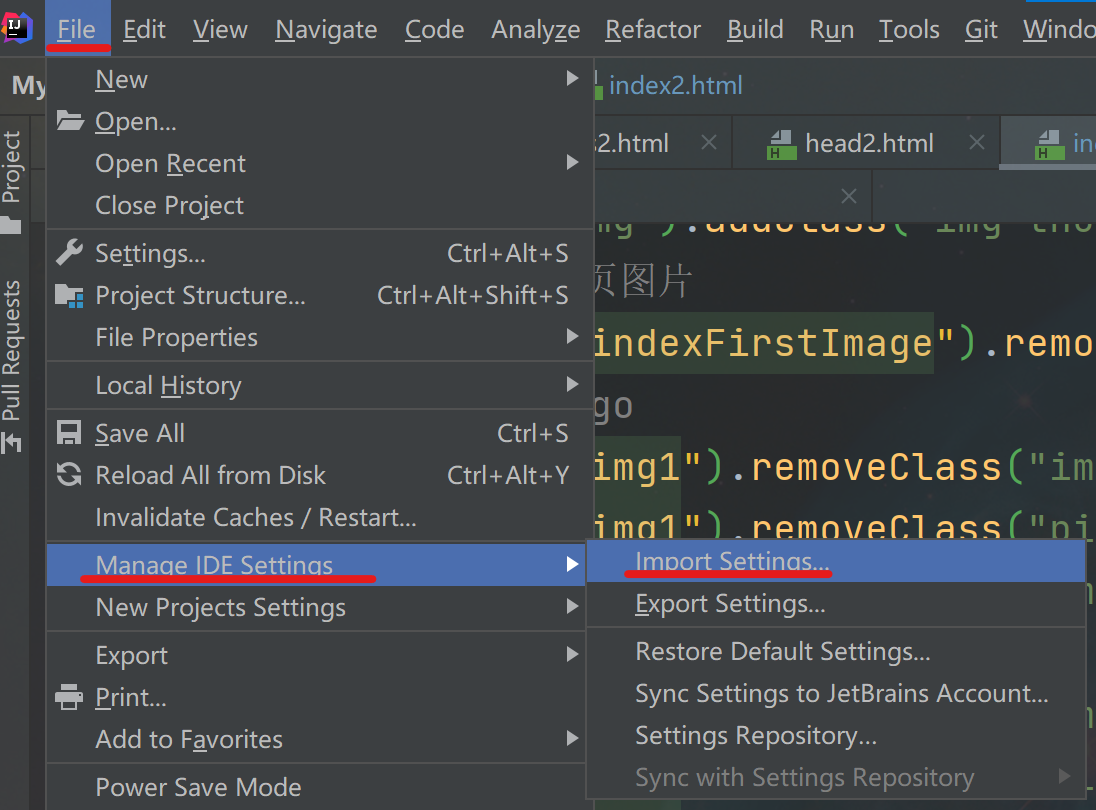 IJ
File Edit View Navigate Code Analyze Refactor Build Run Tools Git Windo
My
index2.html
s2.html
head2.html
in
Project
Pull Requests
New
Open...
Open Recent
Close Project
Settings... Ctrl+Alt+S
Project Structure... Ctrl+Alt+Shift+S
File Properties
Local History
Save All Ctrl+S
Reload All from Disk Ctrl+Alt+Y
Invalidate Caches / Restart...
Manage IDE Settings
New Projects Settings
Export
Print...
Add to Favorites
Power Save Mode
Import Settings...
Export Settings...
Restore Default Settings...
Sync Settings to JetBrains Account...
Settings Repository...
Sync with Settings Repository
页图片
indexFirstImage").remo
go
img1").removeClass("im
img1").removeClass("pi